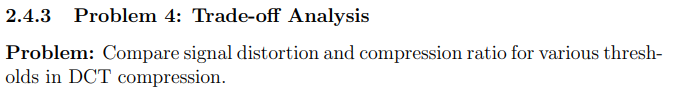 2.4.3 Problem 4: Trade-off Analysis
Problem: Compare signal distortion and compression ratio for various thresh-
olds in DCT compression.